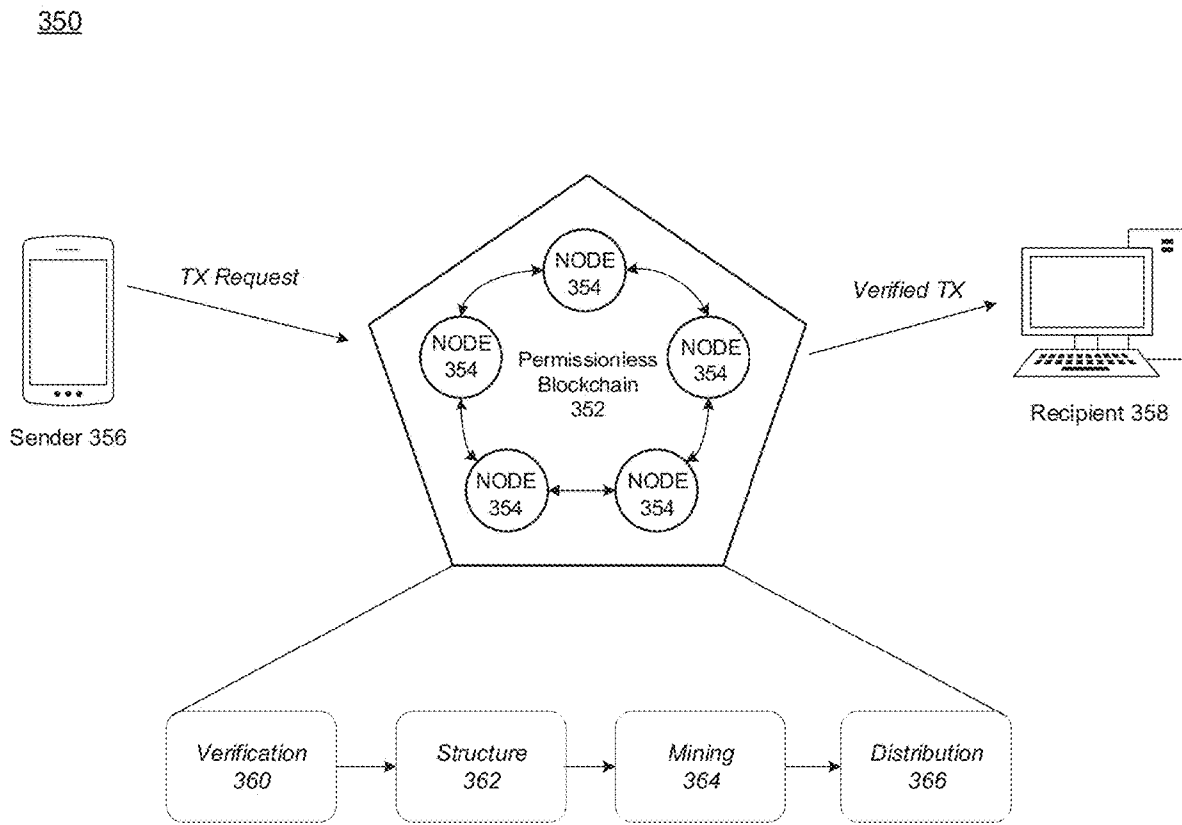 350
TX Request
NODE
354
Verified TX
NODE
354
Permissionless
Blockchain
352
NODE
354
Sender 356
Recipient 358
NODE
354
NODE
354
Verification
360
Structure
362
Mining
364
Distribution
366